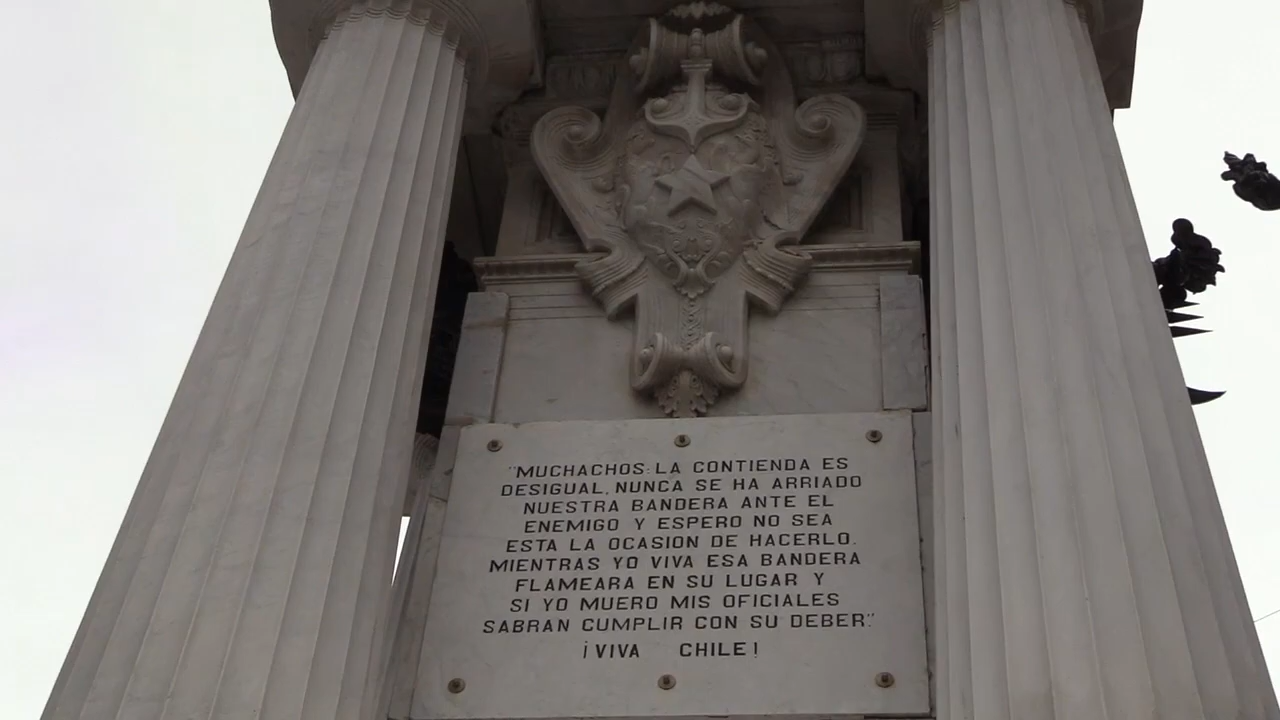 "MUCHACHOS: LA CONTIENDA ES
DESIGUAL, NUNCA SE HA ARRIADO
NUESTRA BANDERA ANTE EL
ENEMIGO Y ESPERO NO SEA
ESTA LA OCASION DE HACERLO.
MIENTRAS YO VIVA ESA BANDERA
FLAMEARA EN SU LUGAR Y
SI YO MUERO MIS OFICIALES
SABRAN CUMPLIR CON SU DEBER."
¡VIVA CHILE!